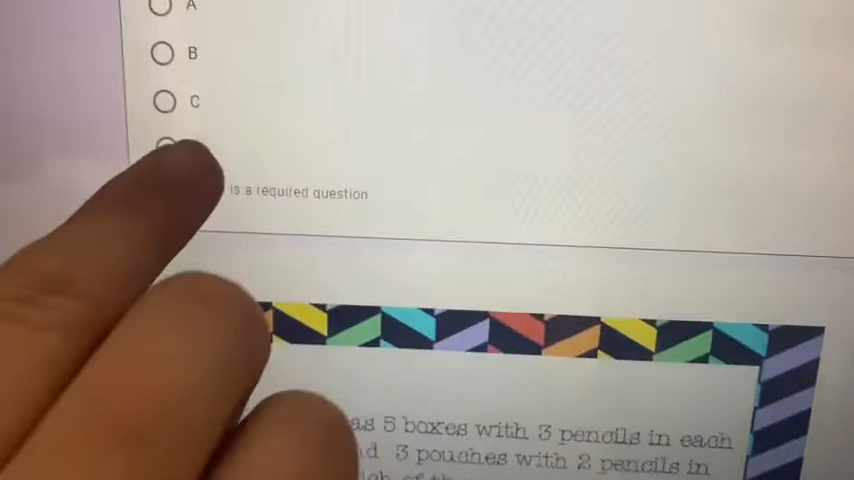 A
B
C
is a required question
as 5 boxes with 3 pencils in each
3 pouches with 2 pencils in